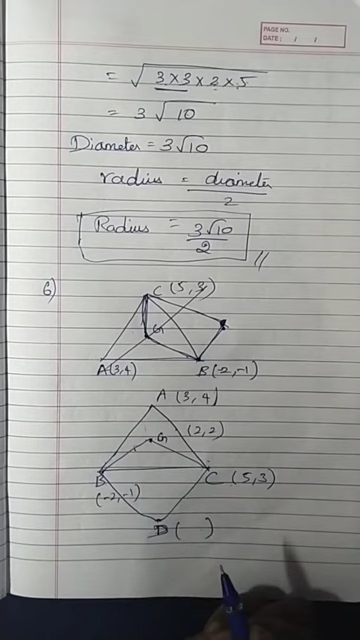 PAGE NO.
DATE : / /
= √3×3×2×5
= 3√10
Diameter = 3√10
radius = diameter
2
Radius = 3√10
2 //
6)
C (5,3)
G
A(3,4) B(-2,-1)
A (3,4)
(2,2)
G
B C (5,3)
(-2,-1)
D ( )